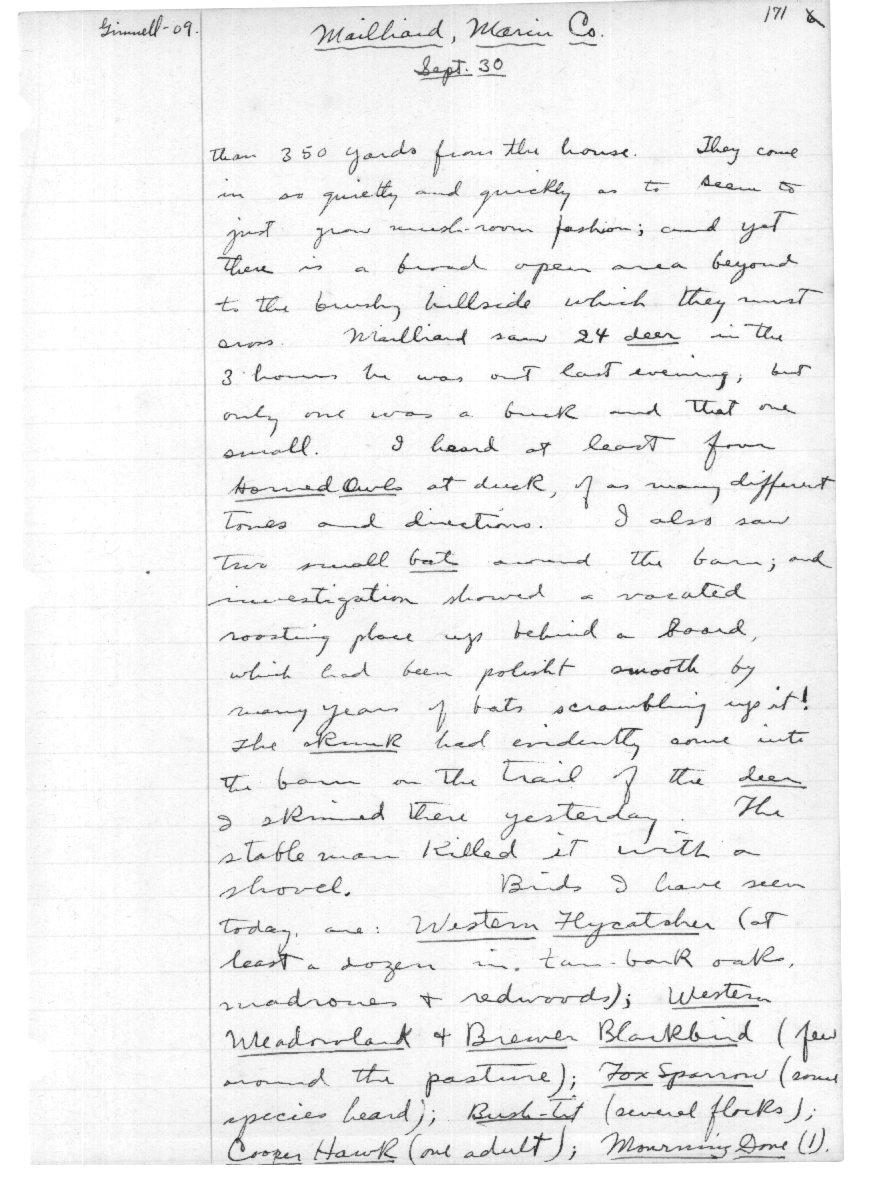 Grinnell-09.
171
Mailliard, Marin Co.
Sept. 30
than 350 yards from the house. They come
in so quietly and quickly as to seem to
just grow mush-room fashion; and yet
there is a broad open area beyond
to the brushy hillside which they must
cross. Mailliard saw 24 deer in the
3 hours he was out last evening; but
only one was a buck and that one
small. I heard at least four
Horned Owls at dusk, of as many different
tones and directions. I also saw
two small bat around the barn; and
investigation showed a vacated
roosting place up behind a board,
which had been polisht smooth by
many years of bats scrambling up it!
The skunk had evidently come into
the barn on the trail of the deer
I skinned there yesterday. The
stable man killed it with a
shovel. Birds I have seen
today, are: Western Flycatcher (at
least a dozen in tan-bark oaks,
madrones + redwoods); Western
Meadowlark + Brewer Blackbird (few
around the pasture); Fox Sparrow (some
species heard); Bush-tit (several flocks);
Cooper Hawk (one adult); Mourning Dove (1).